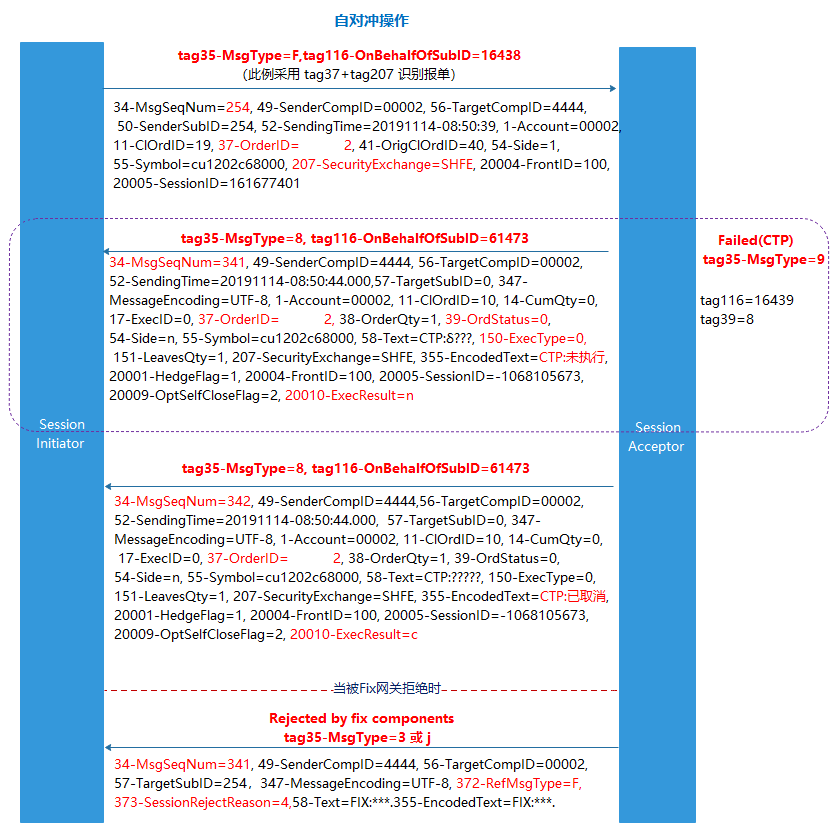 自对冲操作
tag35-MsgType=F,tag116-OnBehalfOfSubID=16438
(此例采用 tag37+tag207 识别报单)
34-MsgSeqNum=254, 49-SenderCompID=00002, 56-TargetCompID=4444,
50-SenderSubID=254, 52-SendingTime=20191114-08:50:39, 1-Account=00002,
11-ClOrdID=19, 37-OrderID= 2, 41-OrigClOrdID=40, 54-Side=1,
55-Symbol=cu1202c68000, 207-SecurityExchange=SHFE, 20004-FrontID=100,
20005-SessionID=161677401
tag35-MsgType=8, tag116-OnBehalfOfSubID=61473
34-MsgSeqNum=341, 49-SenderCompID=4444, 56-TargetCompID=00002,
52-SendingTime=20191114-08:50:44.000,57-TargetSubID=0, 347-
MessageEncoding=UTF-8, 1-Account=00002, 11-ClOrdID=10, 14-CumQty=0,
17-ExecID=0, 37-OrderID= 2, 38-OrderQty=1, 39-OrdStatus=0,
54-Side=n, 55-Symbol=cu1202c68000, 58-Text=CTP:δ???, 150-ExecType=0,
151-LeavesQty=1, 207-SecurityExchange=SHFE, 355-EncodedText=CTP:未执行,
20001-HedgeFlag=1, 20004-FrontID=100, 20005-SessionID=-1068105673,
20009-OptSelfCloseFlag=2, 20010-ExecResult=n
Failed(CTP)
tag35-MsgType=9
tag116=16439
tag39=8
Session
Initiator
Session
Acceptor
tag35-MsgType=8, tag116-OnBehalfOfSubID=61473
34-MsgSeqNum=342, 49-SenderCompID=4444,56-TargetCompID=00002,
52-SendingTime=20191114-08:50:44.000, 57-TargetSubID=0, 347-
MessageEncoding=UTF-8, 1-Account=00002, 11-ClOrdID=10, 14-CumQty=0,
17-ExecID=0, 37-OrderID= 2, 38-OrderQty=1, 39-OrdStatus=0,
54-Side=n, 55-Symbol=cu1202c68000, 58-Text=CTP:?????, 150-ExecType=0,
151-LeavesQty=1, 207-SecurityExchange=SHFE, 355-EncodedText=CTP:已取消,
20001-HedgeFlag=1, 20004-FrontID=100, 20005-SessionID=-1068105673,
20009-OptSelfCloseFlag=2, 20010-ExecResult=c
当被Fix网关拒绝时
Rejected by fix components
tag35-MsgType=3 或 j
34-MsgSeqNum=341, 49-SenderCompID=4444, 56-TargetCompID=00002,
57-TargetSubID=254, 347-MessageEncoding=UTF-8, 372-RefMsgType=F,
373-SessionRejectReason=4,58-Text=FIX:***.355-EncodedText=FIX:***.